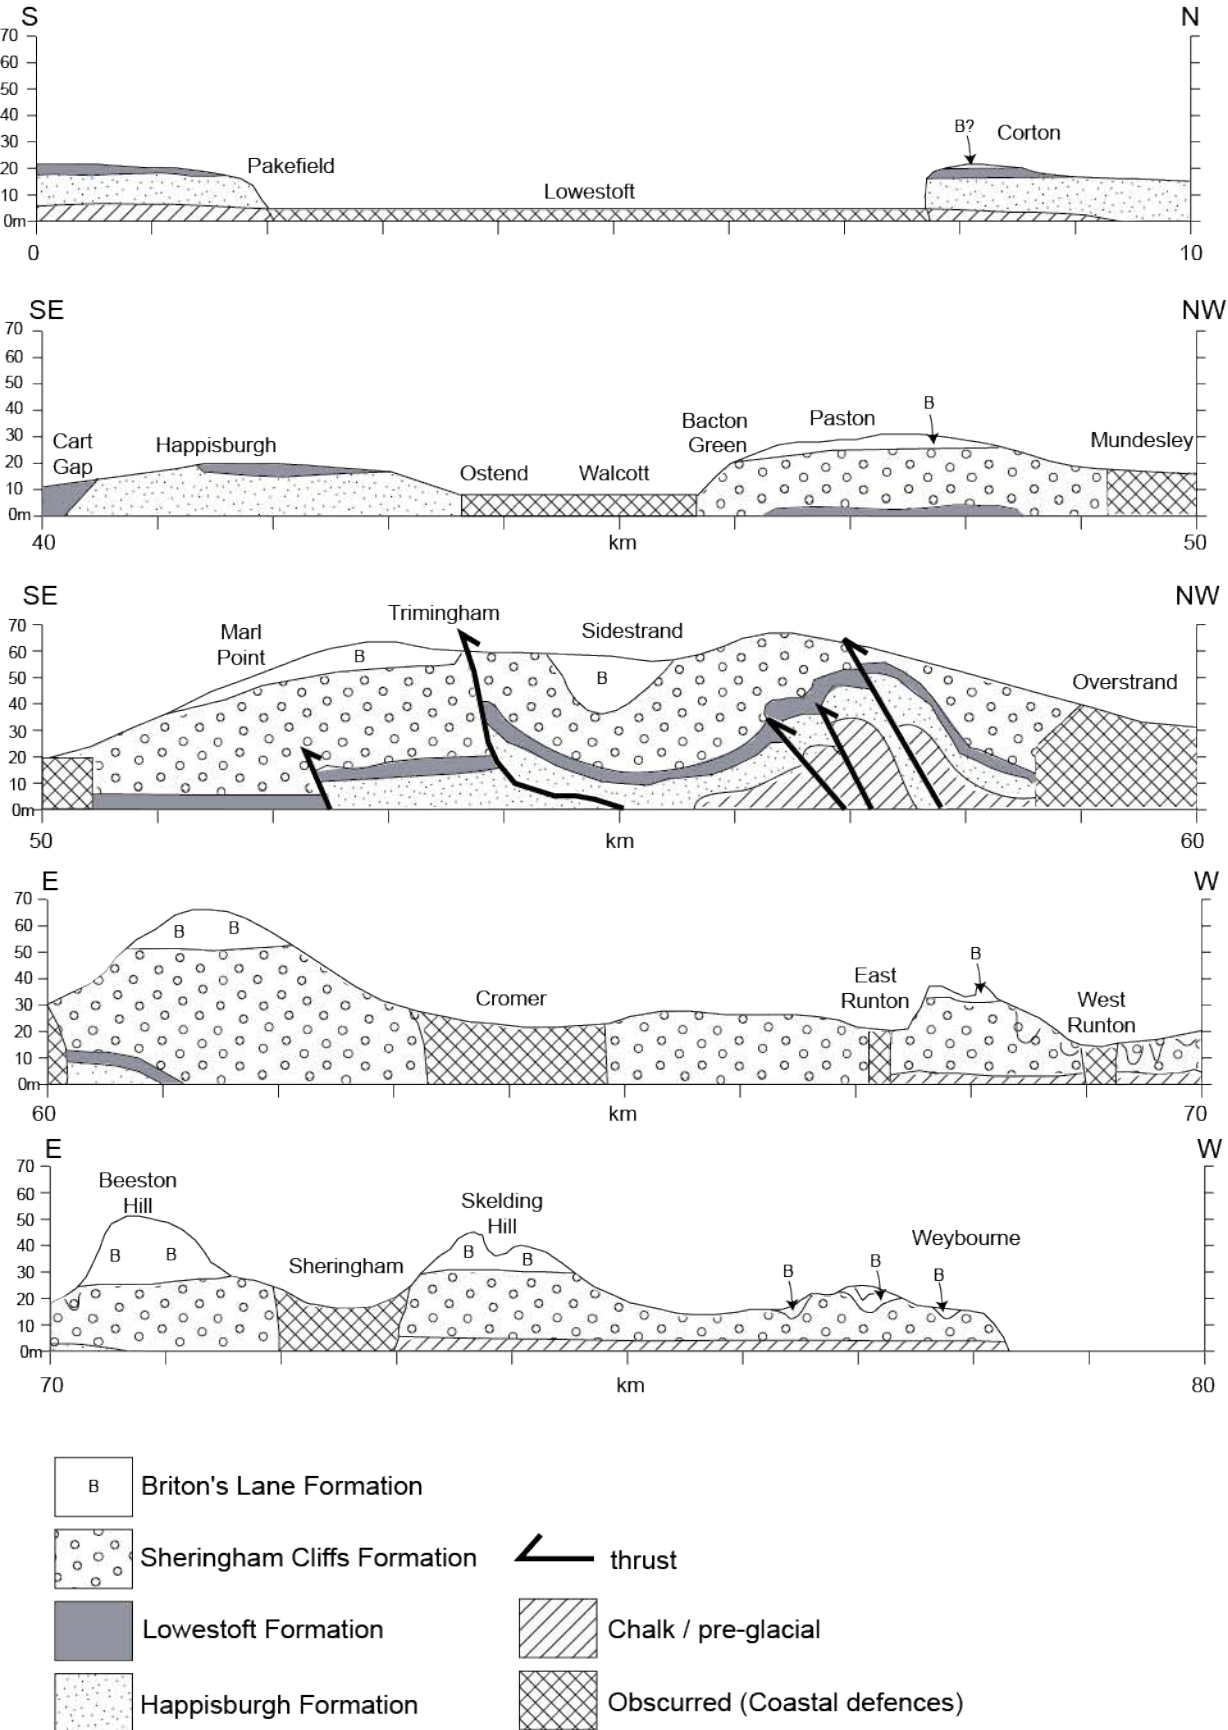 S N
70
60
50
40
30
20
10
0m
B?
Corton
Pakefield
Lowestoft
0 10
SE NW
70
60
50
40
30
20
10
0m
Cart
Gap
Happisburgh
Ostend
Walcott
Bacton
Green
Paston
B
Mundesley
40 km 50
SE NW
70
60
50
40
30
20
10
0m
Marl
Point
B
Trimingham
Sidestrand
B
Overstrand
50 km 60
E W
70
60
50
40
30
20
10
0m
B B
Cromer
East
Runton
B
West
Runton
60 km 70
E W
70
60
50
40
30
20
10
0m
Beeston
Hill
B B
Sheringham
Skelding
Hill
B B
B B B
Weybourne
70 km 80
B Briton's Lane Formation
Sheringham Cliffs Formation
thrust
Lowestoft Formation
Chalk / pre-glacial
Happisburgh Formation
Obscurred (Coastal defences)